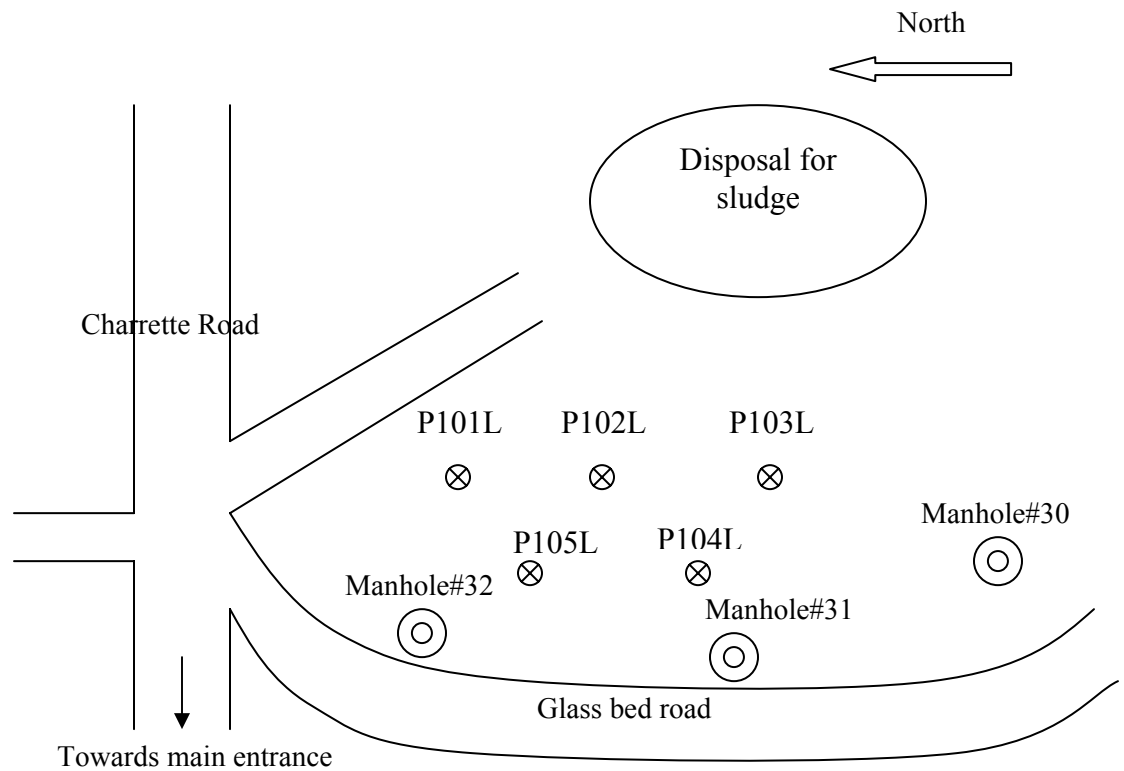 North
Disposal for
sludge
Charrette Road
P101L P102L P103L
Manhole#30
P105L P104L
Manhole#32
Manhole#31
Glass bed road
Towards main entrance